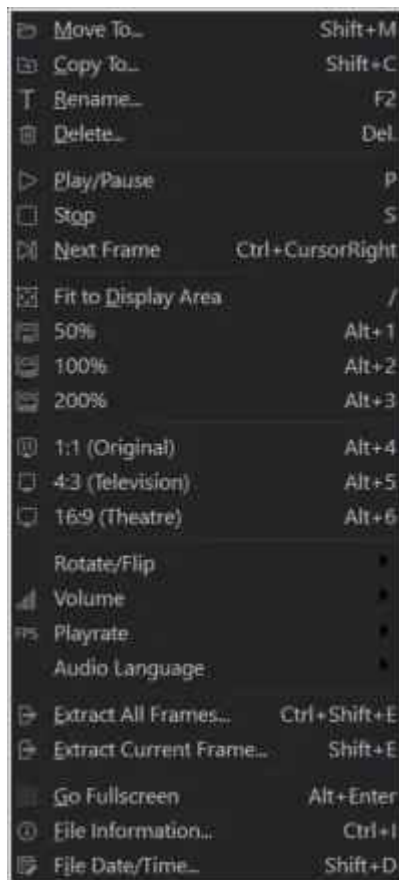 Move To... Shift+M
Copy To... Shift+C
Rename... F2
Delete... Del.
Play/Pause P
Stop S
Next Frame Ctrl+CursorRight
Fit to Display Area /
50% Alt+1
100% Alt+2
200% Alt+3
1:1 (Original) Alt+4
4:3 (Television) Alt+5
16:9 (Theatre) Alt+6
Rotate/Flip
Volume
FPS Playrate
Audio Language
Extract All Frames... Ctrl+Shift+E
Extract Current Frame... Shift+E
Go Fullscreen Alt+Enter
File Information... Ctrl+I
File Date/Time... Shift+D